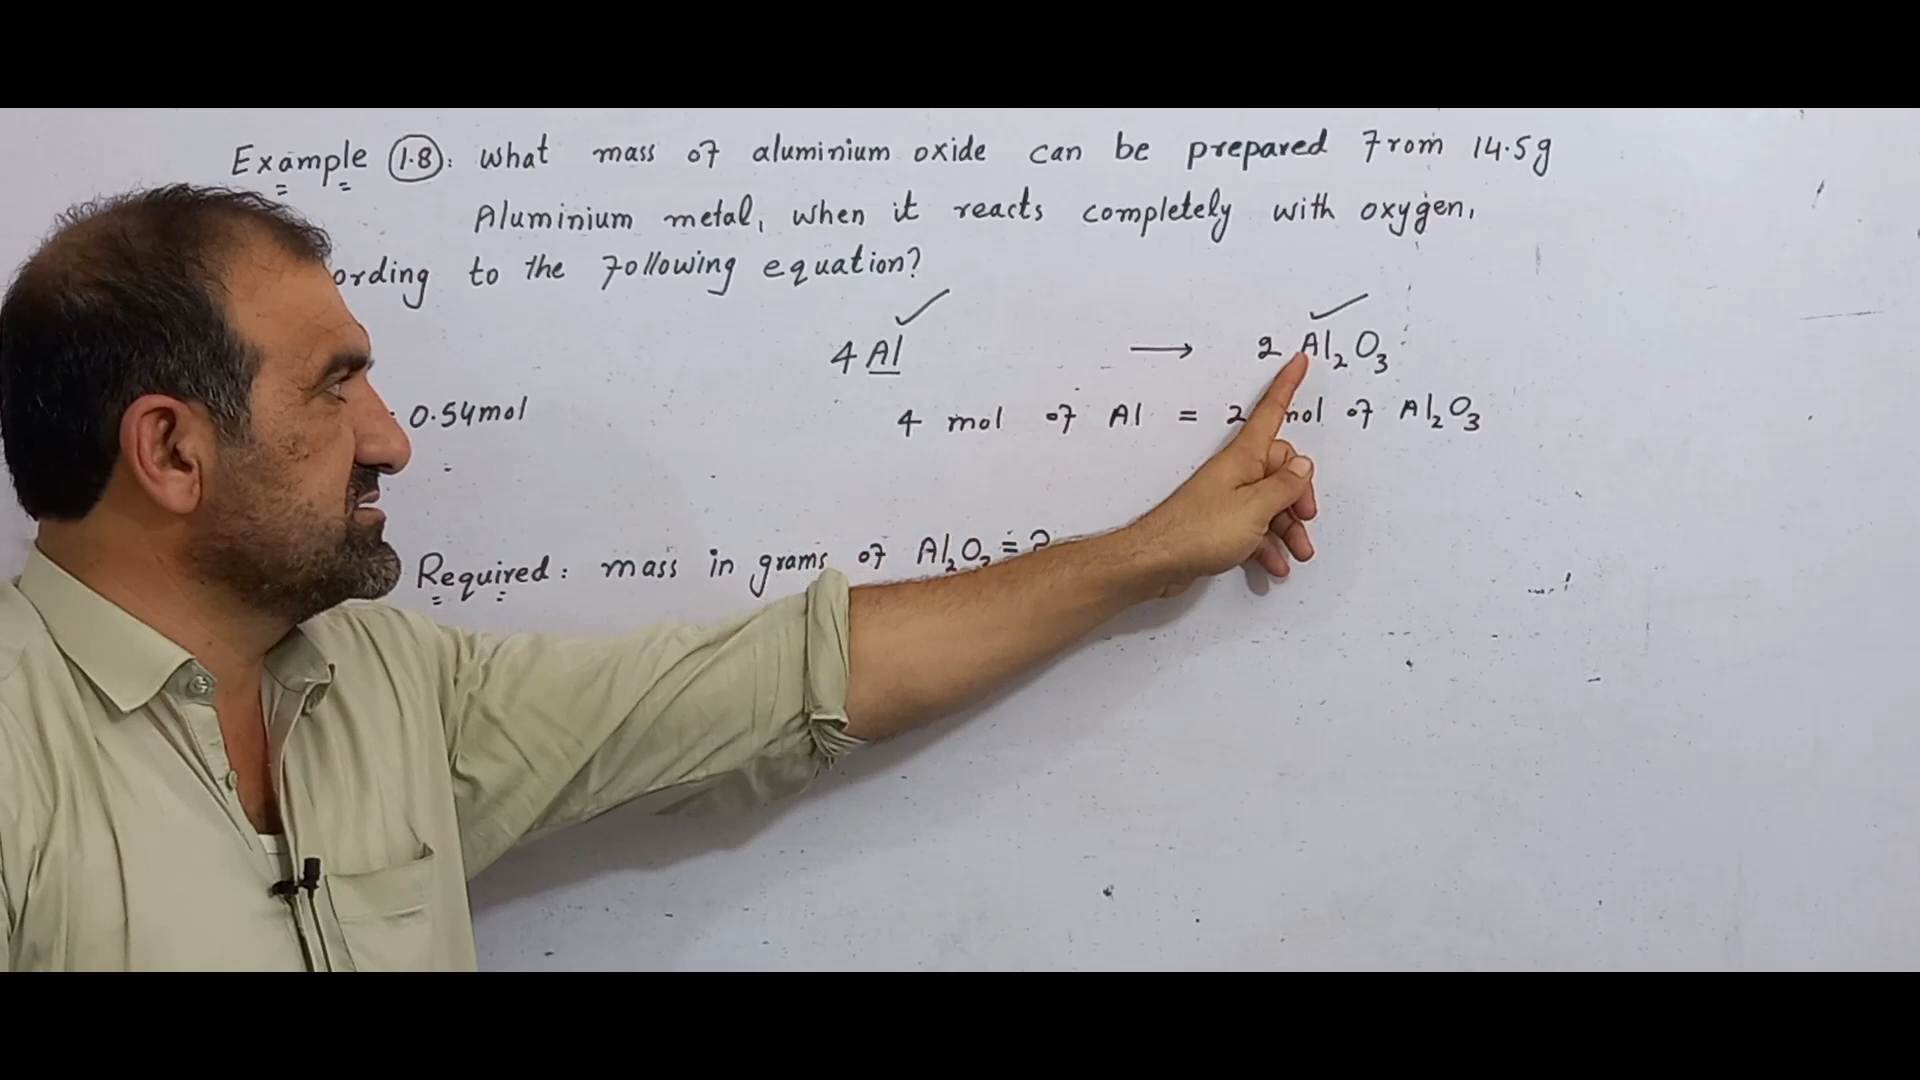 Example 1.8: What mass of aluminium oxide can be prepared from 14.5g
Aluminium metal, when it reacts completely with oxygen,
ording to the following equation?
4 Al → 2 Al₂O₃
0.54mol
4 mol of Al = 2 mol of Al₂O₃
Required: mass in grams of Al₂O₃ = ?